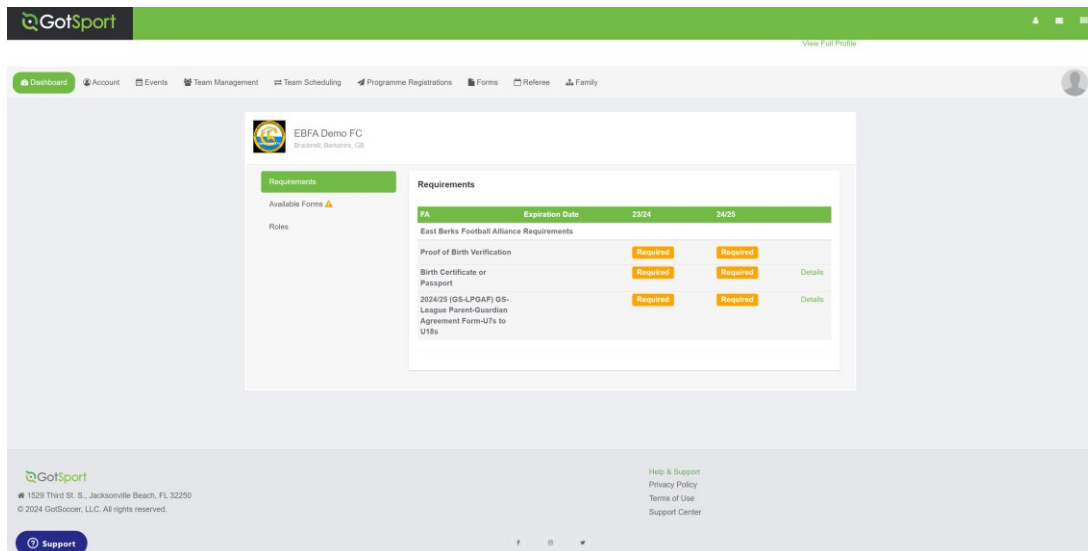 GotSport
View Full Profile
Dashboard Account Events Team Management Team Scheduling Programme Registrations Forms Referee Family
EBFA Demo FC
Bracknell, Berkshire, GB
Requirements
Available Forms
Roles
Requirements
FA Expiration Date 23/24 24/25
East Berks Football Alliance Requirements
Proof of Birth Verification Required Required
Birth Certificate or Required Required Details
Passport
2024/25 (GS-LPGAF) GS- Required Required Details
League Parent-Guardian
Agreement Form-U7s to
U18s
GotSport
1529 Third St. S., Jacksonville Beach, FL 32250
© 2024 GotSoccer, LLC. All rights reserved.
Help & Support
Privacy Policy
Terms of Use
Support Center
Support